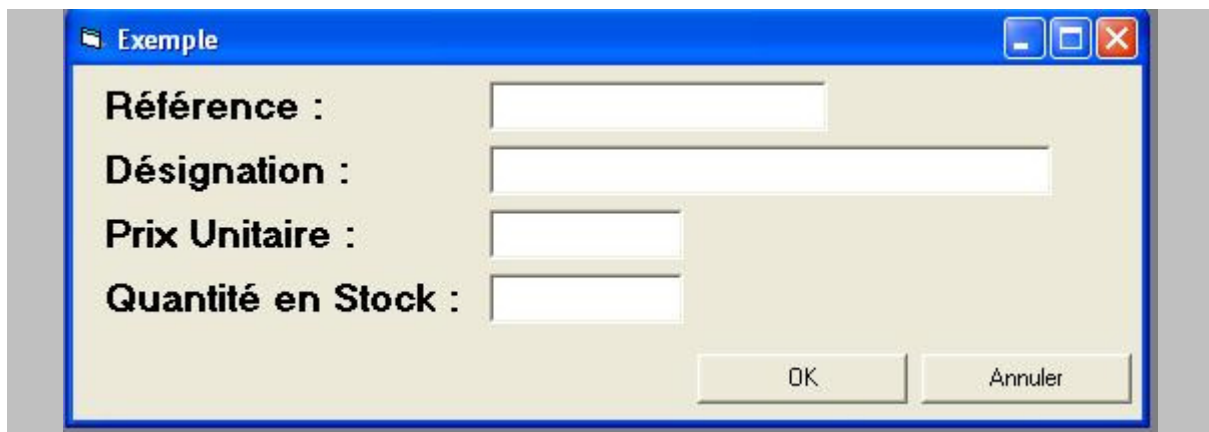 Exemple
Référence :
Désignation :
Prix Unitaire :
Quantité en Stock :
OK Annuler